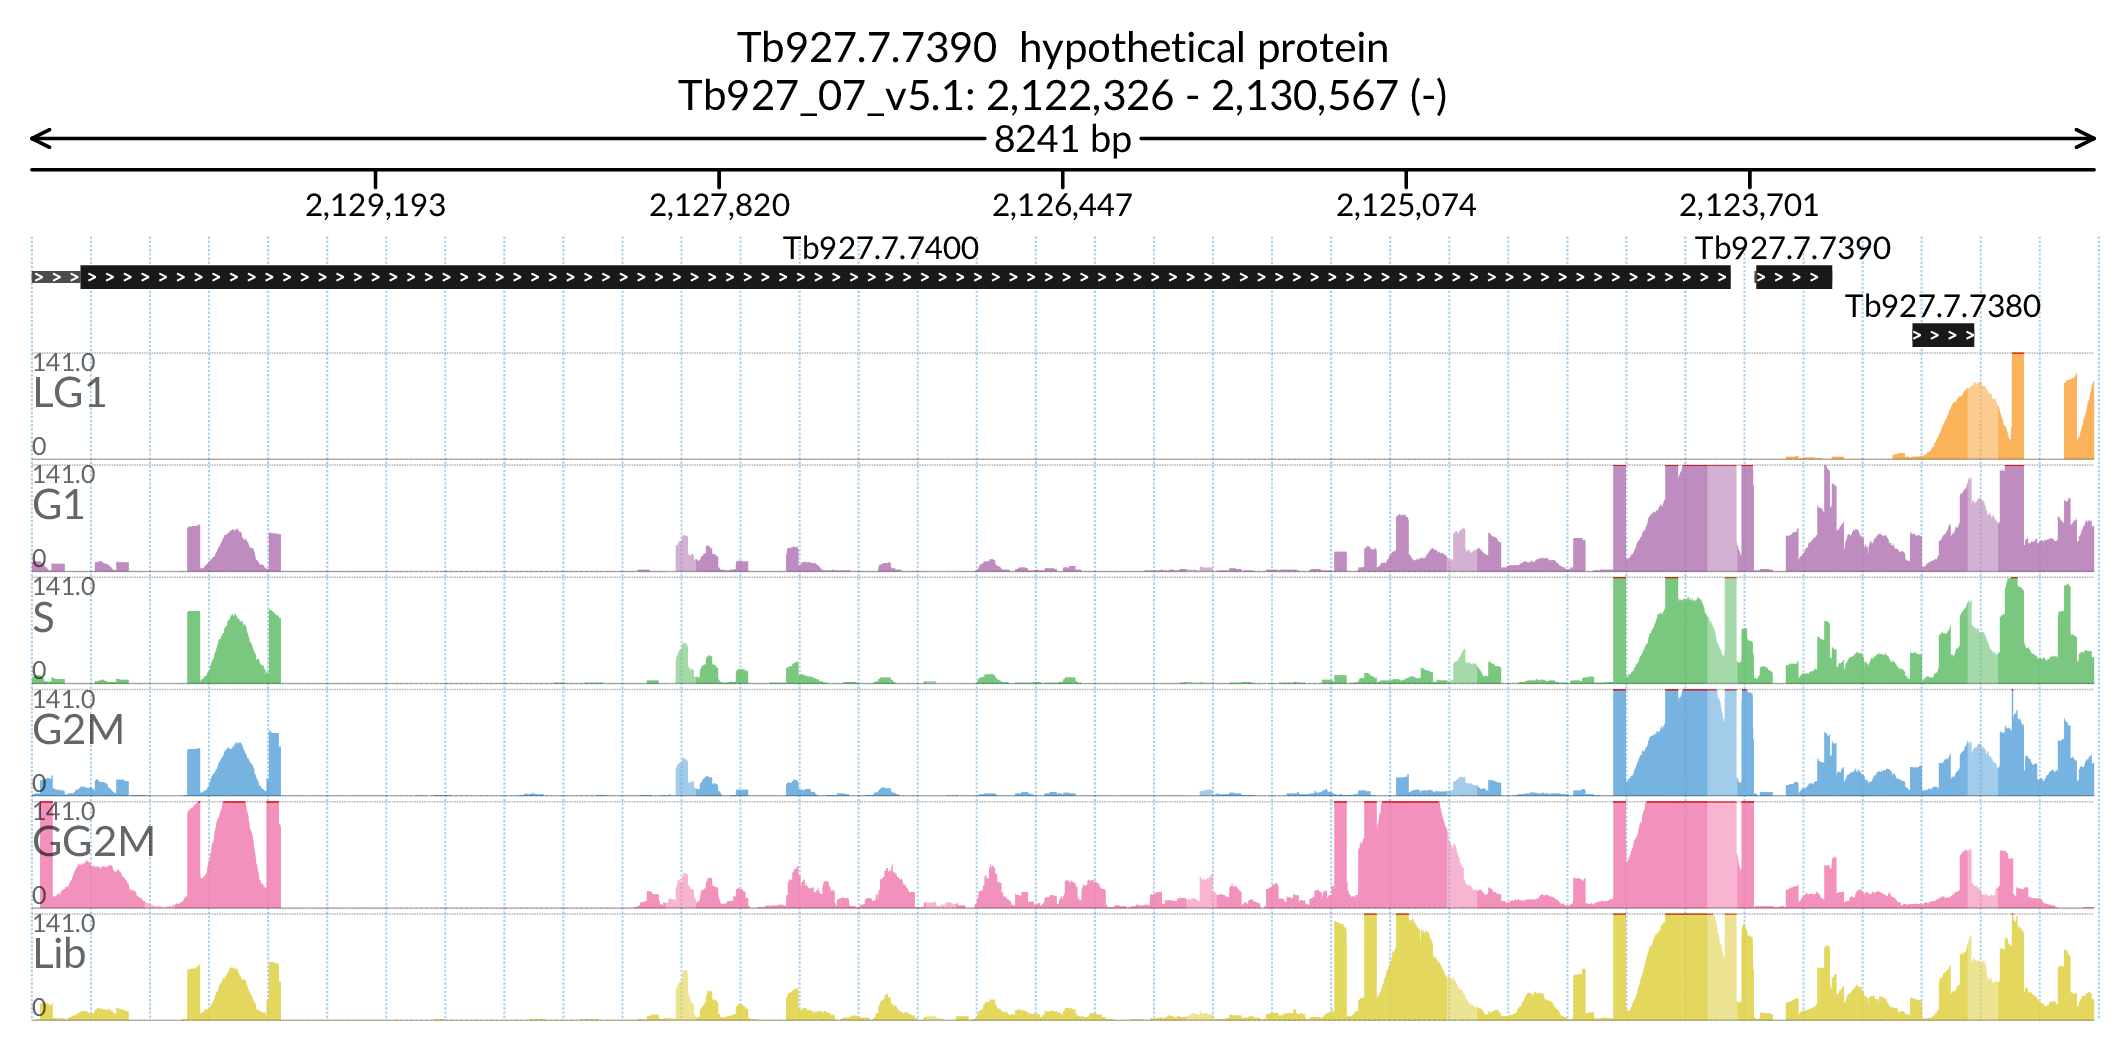 Tb927.7.7390  hypothetical protein
Tb927_07_v5.1: 2,122,326 - 2,130,567 (-)
8241 bp
2,129,193 2,127,820 2,126,447 2,125,074 2,123,701
Tb927.7.7400 Tb927.7.7390
Tb927.7.7380
141.0
LG1
0
141.0
G1
0
141.0
S
0
141.0
G2M
0
141.0
GG2M
0
141.0
Lib
0